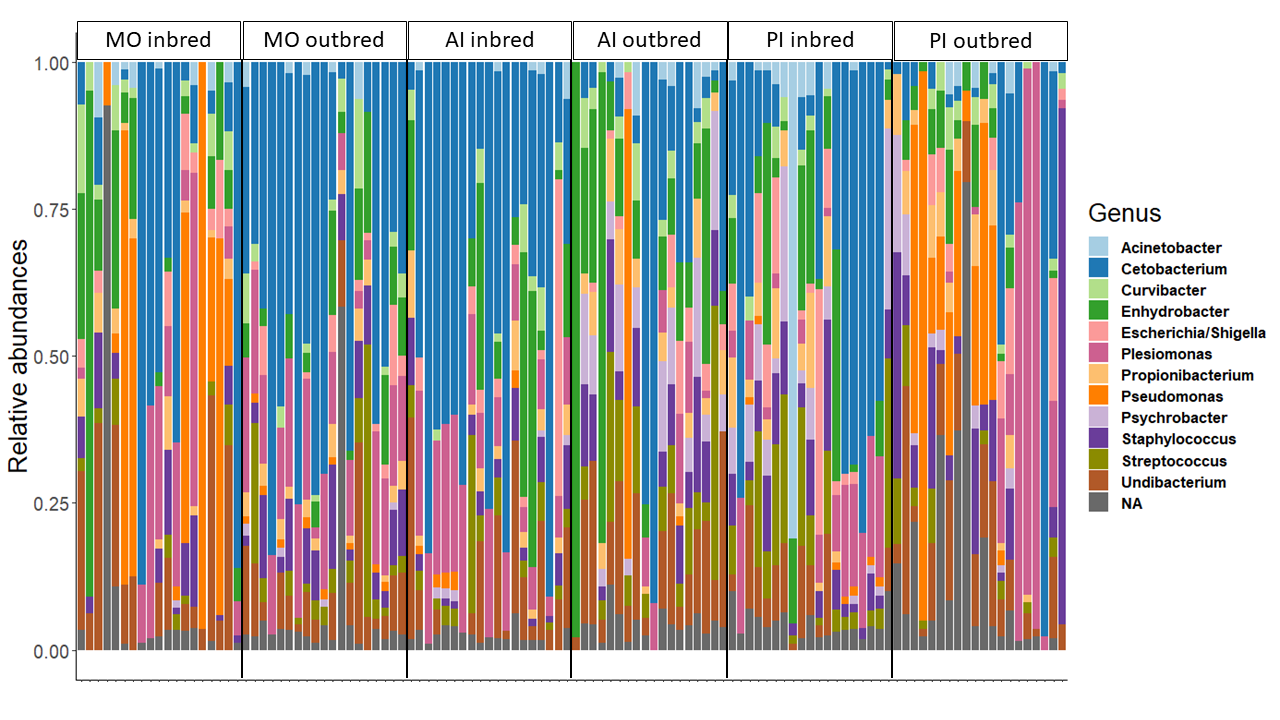 MO inbred MO outbred AI inbred AI outbred PI inbred PI outbred
1.00
0.75
0.50
0.25
0.00
Relative abundances
Genus
Acinetobacter
Cetobacterium
Curvibacter
Enhydrobacter
Escherichia/Shigella
Plesiomonas
Propionibacterium
Pseudomonas
Psychrobacter
Staphylococcus
Streptococcus
Undibacterium
NA